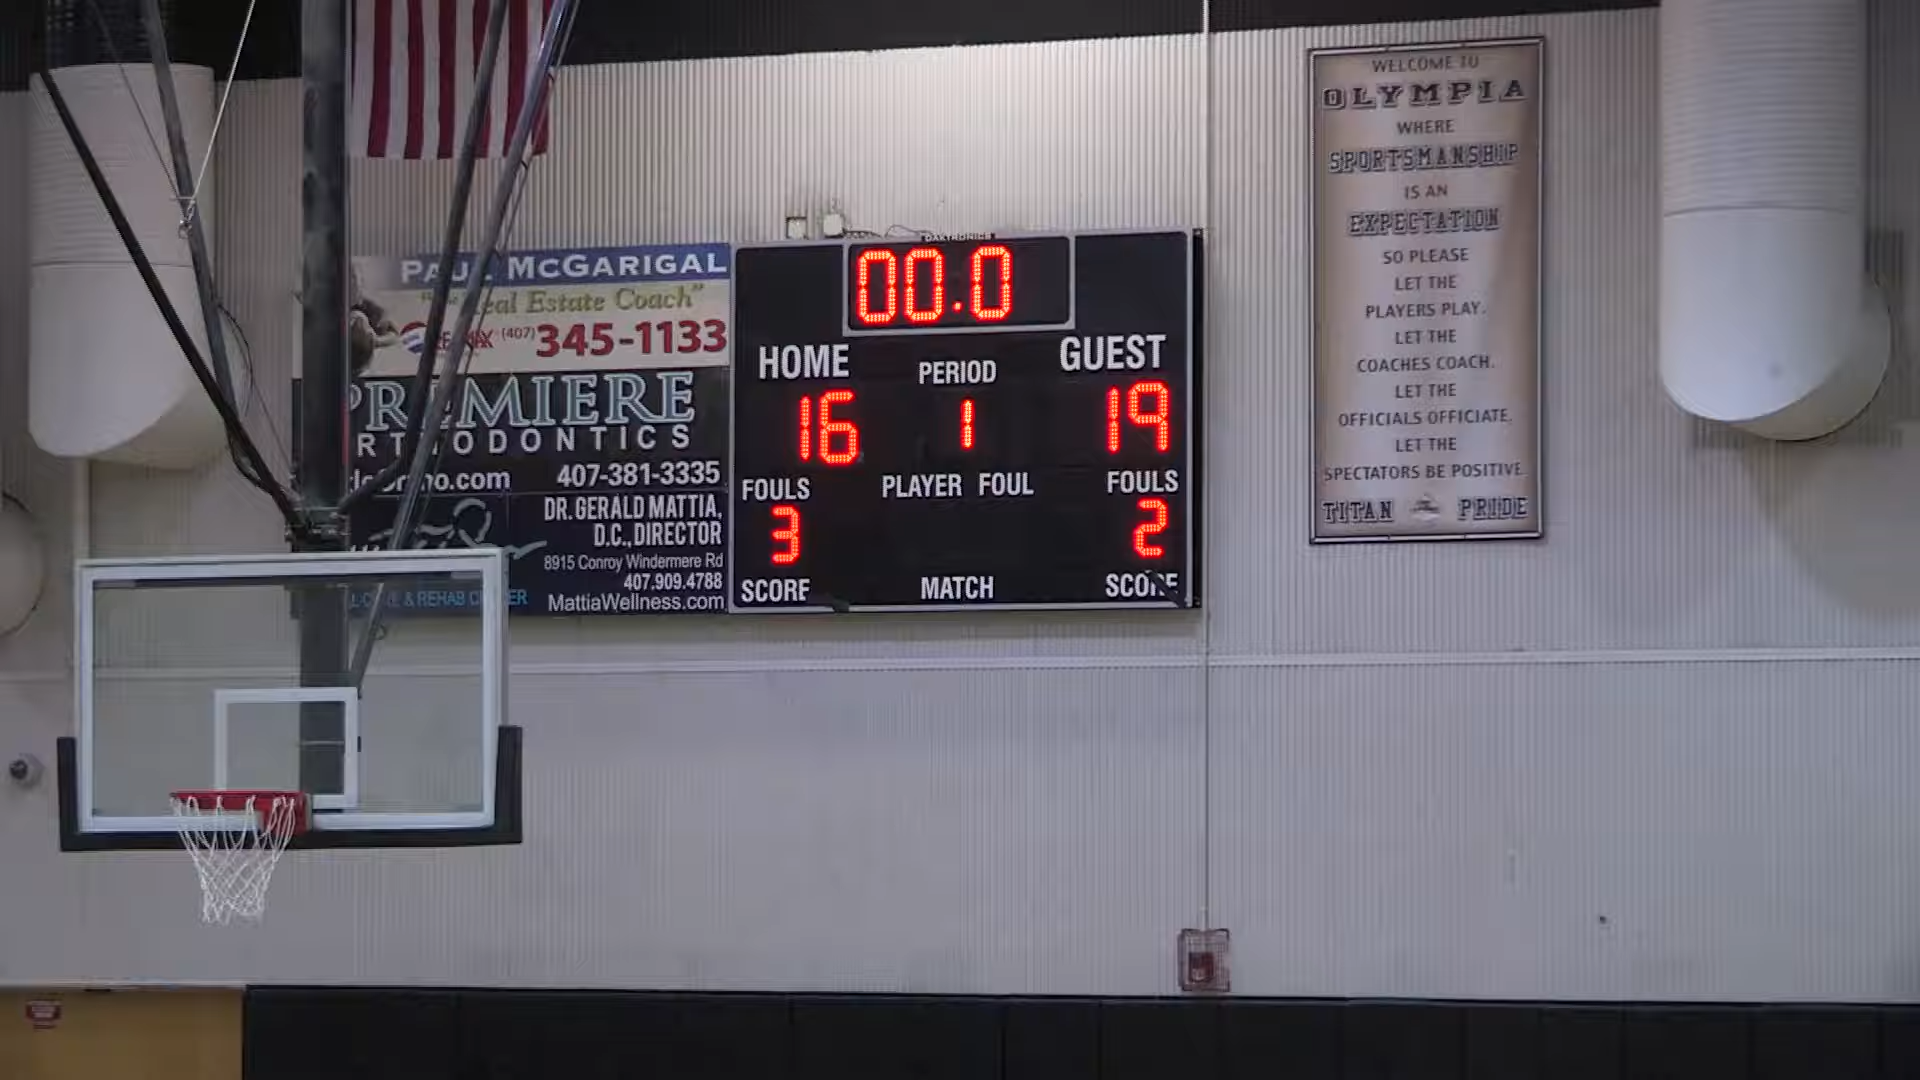 PAUL McGARIGAL
Real Estate Coach"
(407) 345-1133
PREMIERE
ORTHODONTICS
407-381-3335
DR. GERALD MATTIA,
D.C., DIRECTOR
8915 Conroy Windermere Rd
407.909.4788
& REHAB CENTER
MattiaWellness.com
DAKTRONICS
00.0
HOME
PERIOD
GUEST
16
1
19
FOULS
PLAYER FOUL
FOULS
3
2
SCORE
MATCH
SCORE
WELCOME TO
OLYMPIA
WHERE
SPORTSMANSHIP
IS AN
EXPECTATION
SO PLEASE
LET THE
PLAYERS PLAY.
LET THE
COACHES COACH.
LET THE
OFFICIALS OFFICIATE.
LET THE
SPECTATORS BE POSITIVE.
TITAN PRIDE